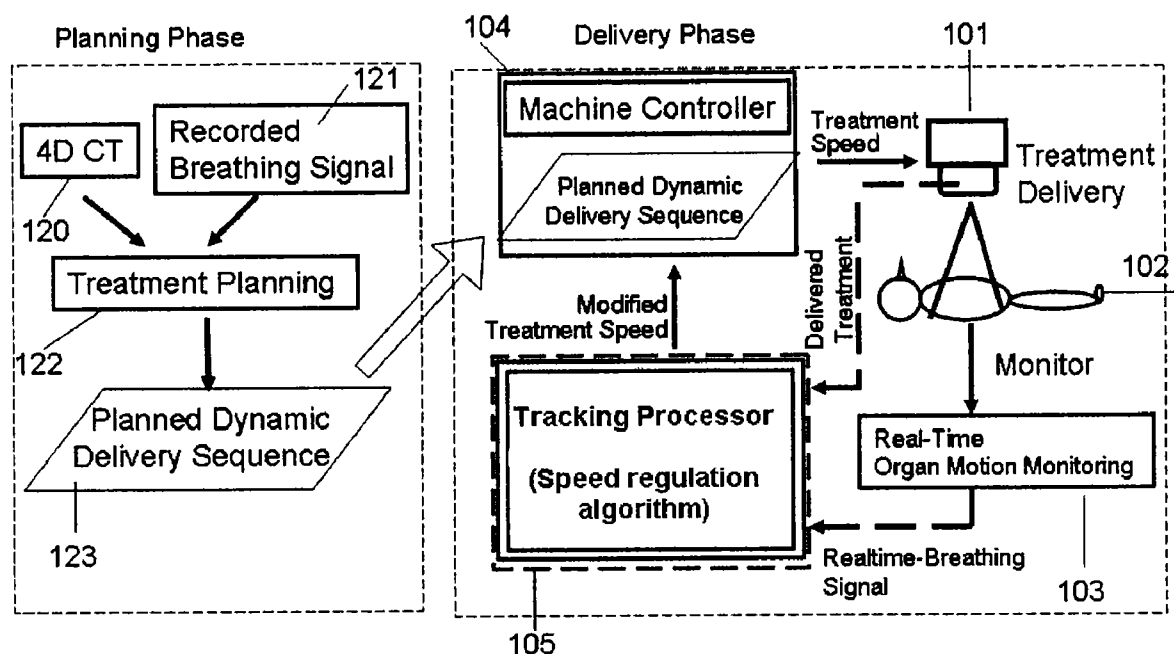 Planning Phase
121
4D CT
Recorded
Breathing Signal
120
Treatment Planning
122
Planned Dynamic
Delivery Sequence
123
Delivery Phase
104
101
Machine Controller
Planned Dynamic
Delivery Sequence
Treatment
Speed
Treatment
Delivery
102
Modified
Treatment Speed
Delivered
Treatment
Monitor
Tracking Processor
(Speed regulation
algorithm)
Real-Time
Organ Motion Monitoring
Realtime-Breathing
Signal
103
105